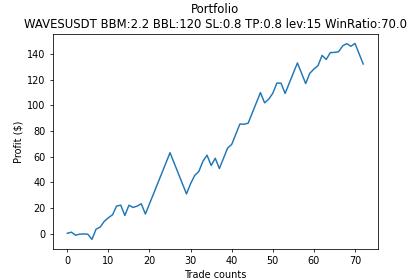 Portfolio
WAVESUSDT BBM:2.2 BBL:120 SL:0.8 TP:0.8 lev:15 WinRatio:70.0
140
120
100
80
60
40
20
0
Profit ($)
0 10 20 30 40 50 60 70
Trade counts